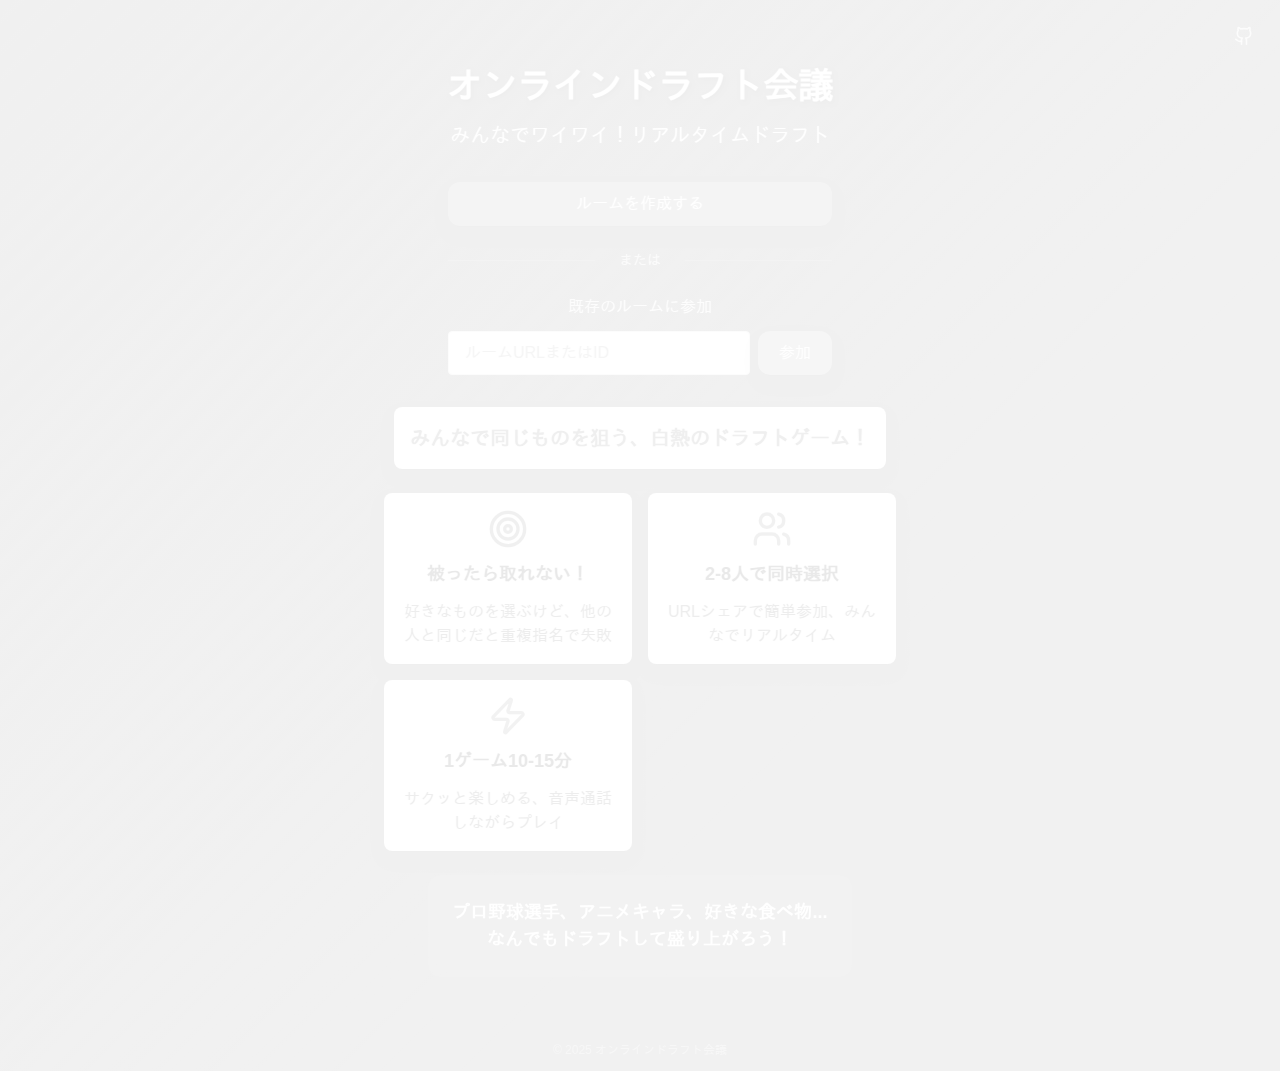 オンラインドラフト会議
みんなでワイワイ！リアルタイムドラフト
ルームを作成する
または
既存のルームに参加
ルームURLまたはID
参加
みんなで同じものを狙う、白熱のドラフトゲーム！
被ったら取れない！
好きなものを選ぶけど、他の
人と同じだと重複指名で失敗
2-8人で同時選択
URLシェアで簡単参加、みん
なでリアルタイム
1ゲーム10-15分
サクッと楽しめる、音声通話
しながらプレイ
プロ野球選手、アニメキャラ、好きな食べ物...
なんでもドラフトして盛り上がろう！
© 2025 オンラインドラフト会議